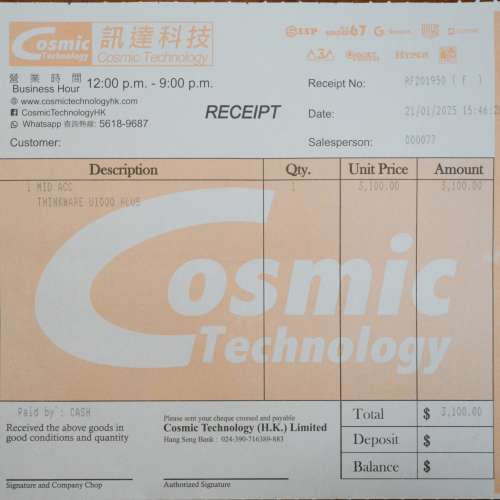 Cosmic
Technology
訊達科技
Cosmic Technology
營業時間
Business Hour 12:00 p.m. - 9:00 p.m.
www.cosmictechnologyhk.com
CosmicTechnologyHK
Whatsapp 查詢熱線: 5618-9687
Customer:
RECEIPT
Receipt No: RF201950 ( F )
Date: 21/01/2025 15:46:2
Salesperson: D00077
Description Qty. Unit Price Amount
1 MID ACC 1 3,100.00 3,100.00
THINKWARE U1000 PLUS
Cosmic
Technology
Paid by : CASH
Received the above goods in
good conditions and quantity
Signature and Company Chop
Please sent your cheque crossed and payable
Cosmic Technology (H.K.) Limited
Hang Seng Bank : 024-390-716389-883
Authorized Signature
Total $ 3,100.00
Deposit $
Balance $